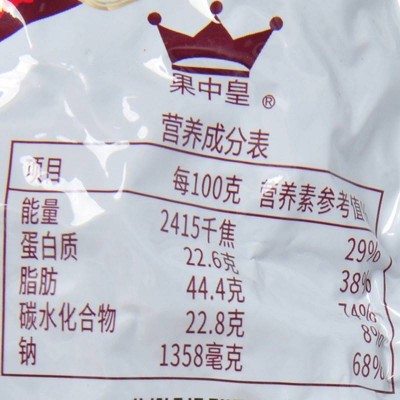 果中皇®
营养成分表
项目 每100克 营养素参考值
能量 2415千焦 29%
蛋白质 22.6克 38%
脂肪 44.4克 74%
碳水化合物 22.8克 8%
钠 1358毫克 68%